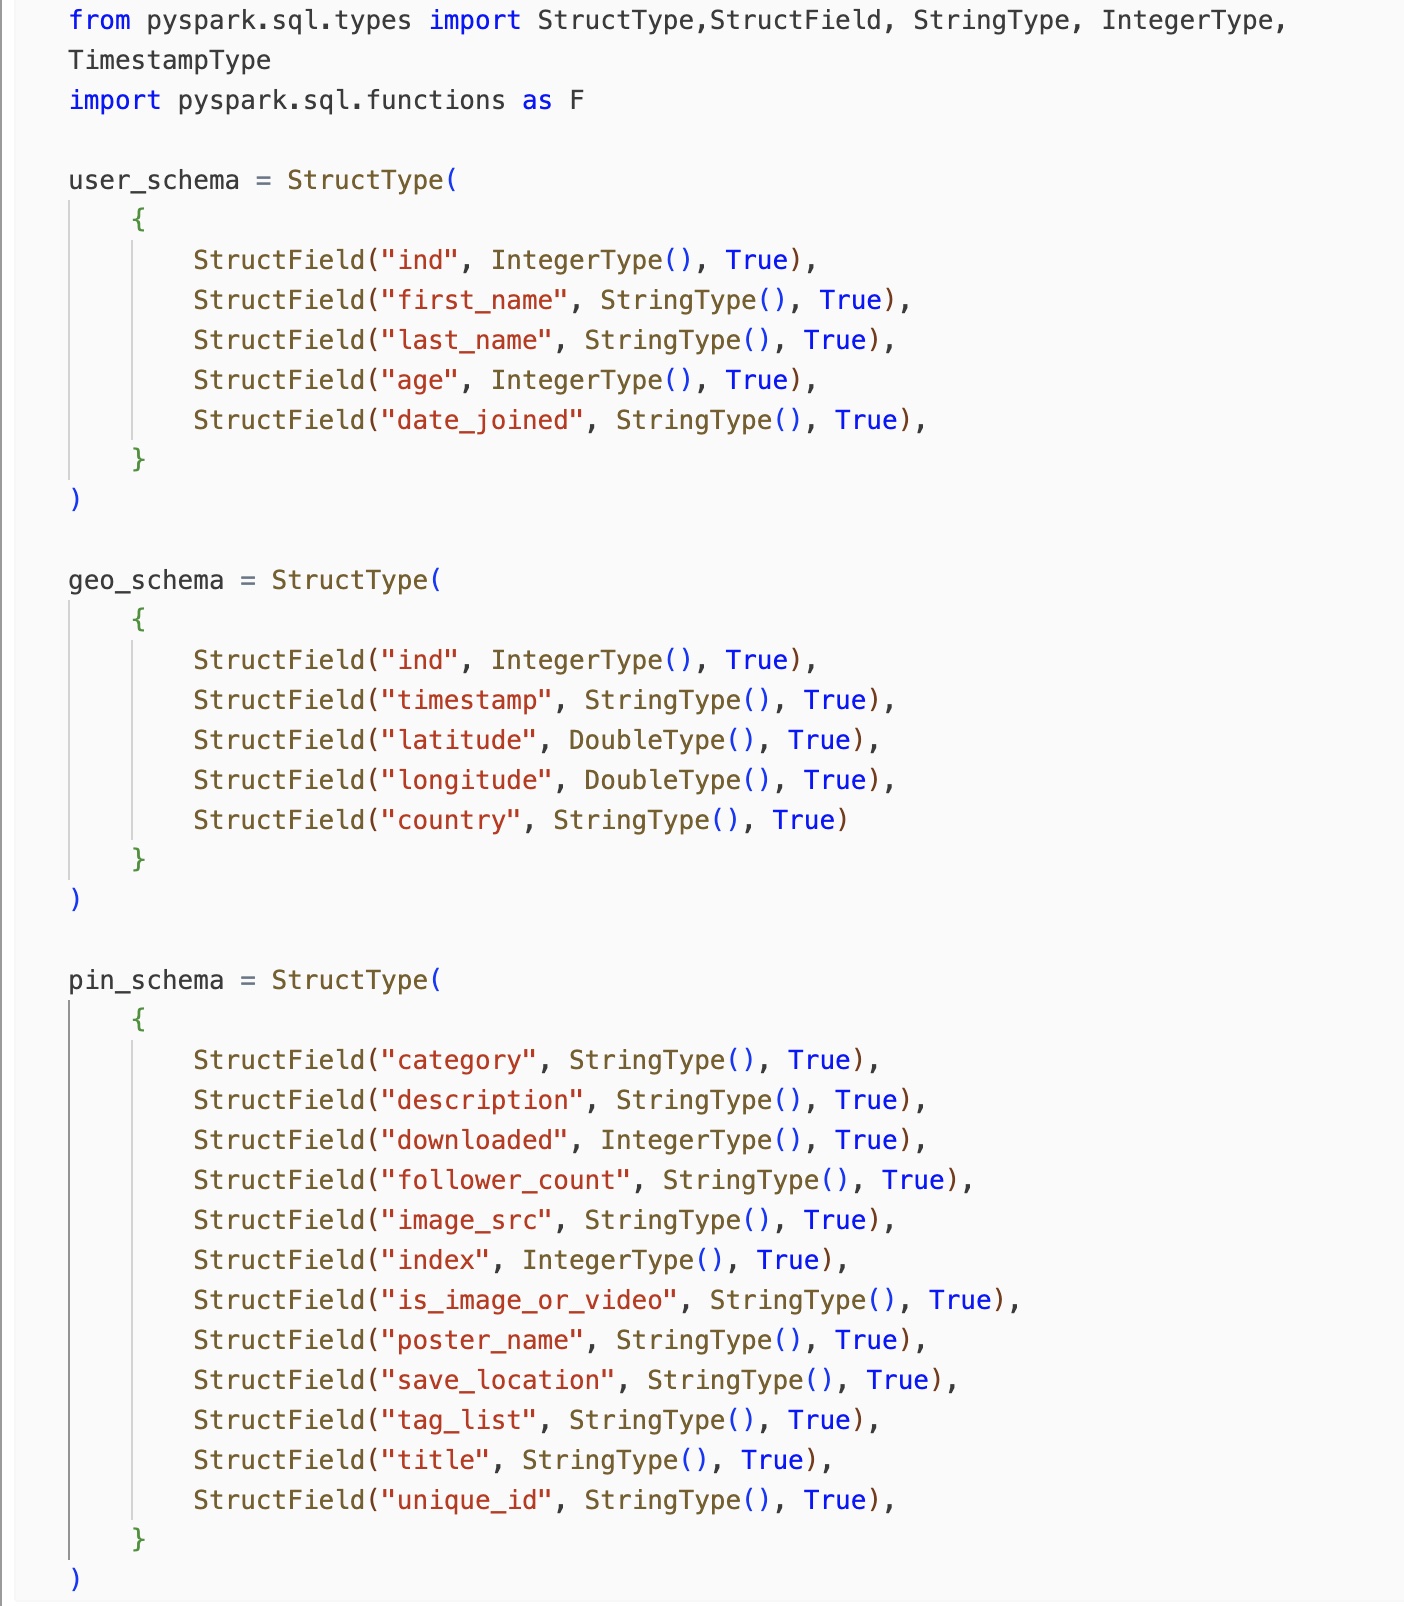 from pyspark.sql.types import StructType,StructField, StringType, IntegerType,
TimestampType
import pyspark.sql.functions as F

user_schema = StructType(
    {
        StructField("ind", IntegerType(), True),
        StructField("first_name", StringType(), True),
        StructField("last_name", StringType(), True),
        StructField("age", IntegerType(), True),
        StructField("date_joined", StringType(), True),
    }
)

geo_schema = StructType(
    {
        StructField("ind", IntegerType(), True),
        StructField("timestamp", StringType(), True),
        StructField("latitude", DoubleType(), True),
        StructField("longitude", DoubleType(), True),
        StructField("country", StringType(), True)
    }
)

pin_schema = StructType(
    {
        StructField("category", StringType(), True),
        StructField("description", StringType(), True),
        StructField("downloaded", IntegerType(), True),
        StructField("follower_count", StringType(), True),
        StructField("image_src", StringType(), True),
        StructField("index", IntegerType(), True),
        StructField("is_image_or_video", StringType(), True),
        StructField("poster_name", StringType(), True),
        StructField("save_location", StringType(), True),
        StructField("tag_list", StringType(), True),
        StructField("title", StringType(), True),
        StructField("unique_id", StringType(), True),
    }
)